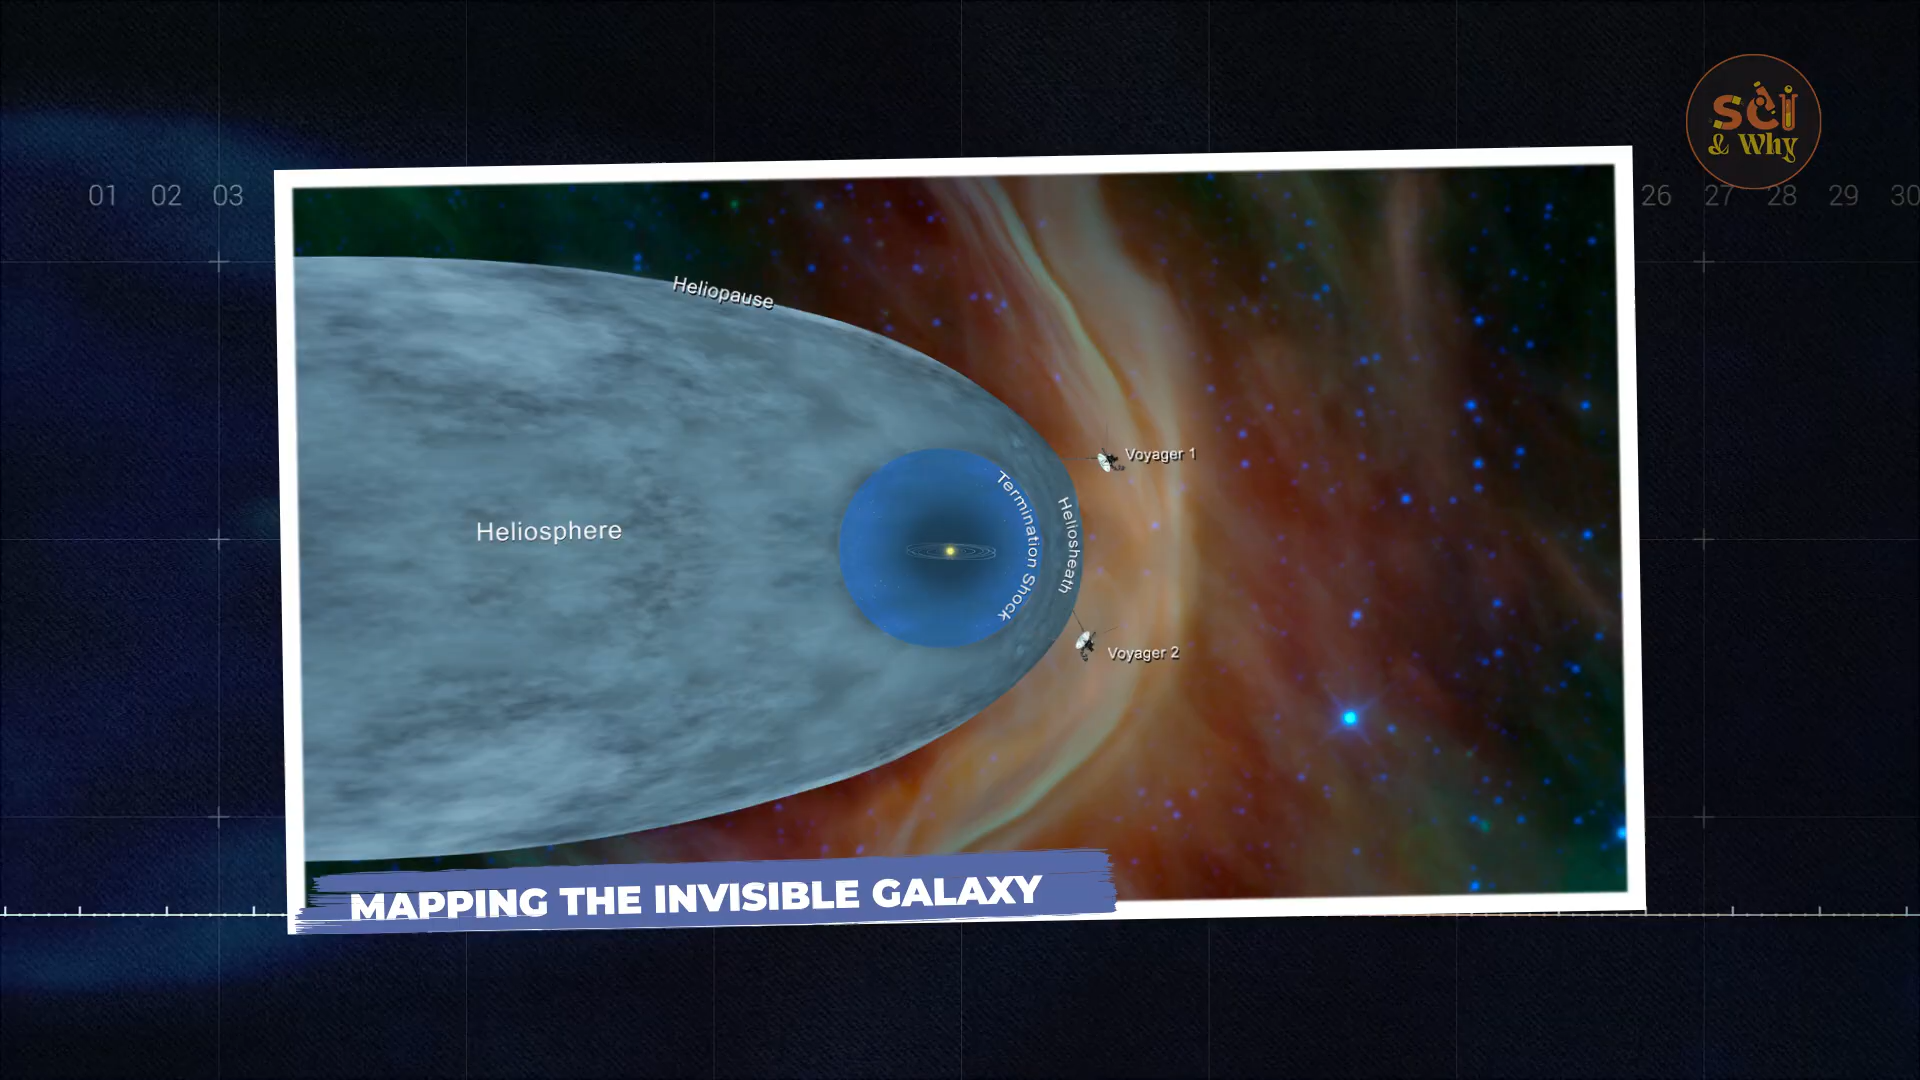 SCI
& Why
01 02 03
26 27 28 29 30
Heliopause
Voyager 1
Termination Shock
Heliosheath
Heliosphere
Voyager 2
MAPPING THE INVISIBLE GALAXY